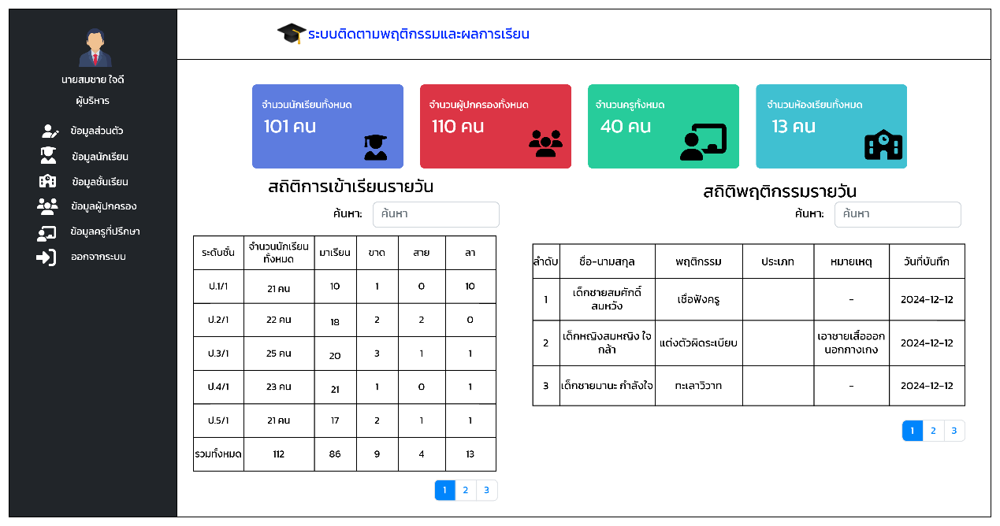 ระบบติดตามพฤติกรรมและผลการเรียน
นายสมชาย ใจดี
ผู้บริหาร
ข้อมูลส่วนตัว
ข้อมูลนักเรียน
ข้อมูลชั้นเรียน
ข้อมูลผู้ปกครอง
ข้อมูลครูที่ปรึกษา
ออกจากระบบ
จำนวนนักเรียนทั้งหมด
101 คน
จำนวนผู้ปกครองทั้งหมด
110 คน
จำนวนครูทั้งหมด
40 คน
จำนวนห้องเรียนทั้งหมด
13 คน
สถิติการเข้าเรียนรายวัน
ค้นหา: ค้นหา
ระดับชั้น จำนวนนักเรียน มาเรียน ขาด สาย ลา
ทั้งหมด
ป.1/1 21 คน 10 1 0 10
ป.2/1 22 คน 18 2 2 0
ป.3/1 25 คน 20 3 1 1
ป.4/1 23 คน 21 1 0 1
ป.5/1 21 คน 17 2 1 1
รวมทั้งหมด 112 86 9 4 13
1 2 3
สถิติพฤติกรรมรายวัน
ค้นหา: ค้นหา
ลำดับ ชื่อ-นามสกุล พฤติกรรม ประเภท หมายเหตุ วันที่บันทึก
เด็กชายสมศักดิ์
1 สมหวัง เชื่อฟังครู - 2024-12-12
เด็กหญิงสมหญิง ใจ เอาชายเสื้อออก
2 กล้า แต่งตัวผิดระเบียบ นอกกางเกง 2024-12-12
3 เด็กชายมานะ กำลังใจ ทะเลาวิวาท - 2024-12-12
1 2 3